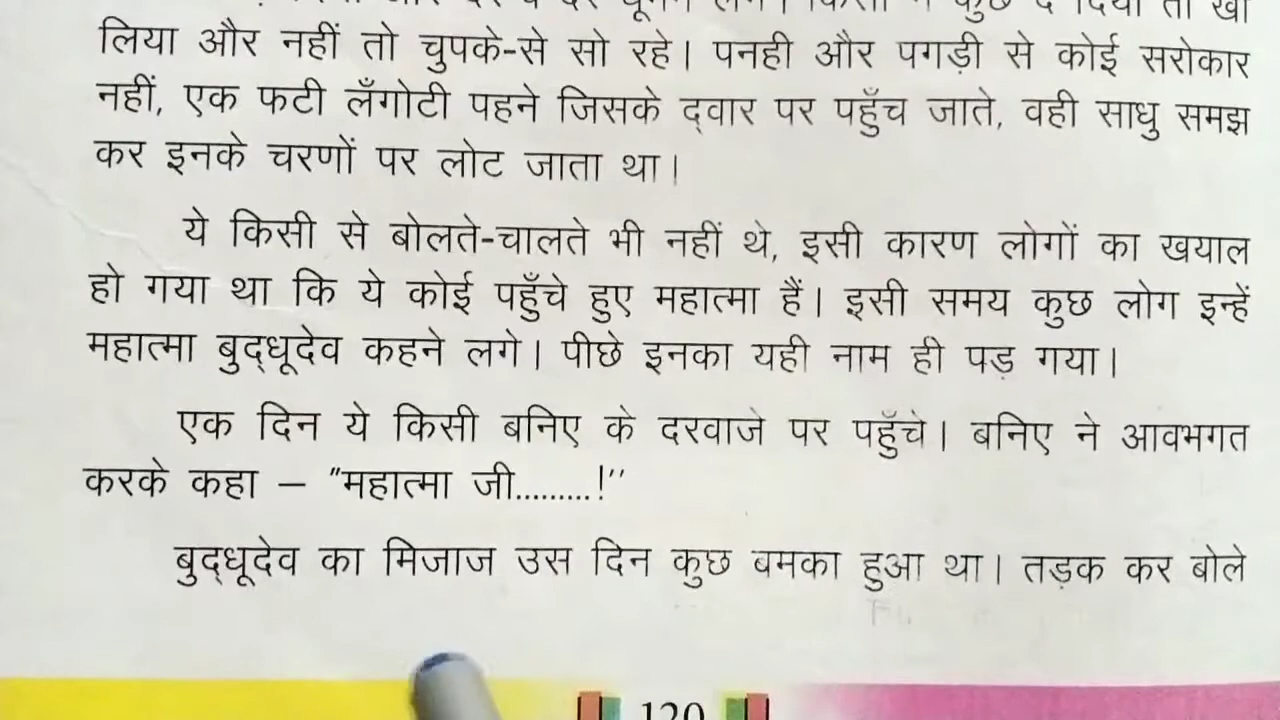 कुछ दे दिया तो खा
लिया और नहीं तो चुपके-से सो रहे। पनही और पगड़ी से कोई सरोकार
नहीं, एक फटी लँगोटी पहने जिसके द्वार पर पहुँच जाते, वही साधु समझ
कर इनके चरणों पर लोट जाता था।
ये किसी से बोलते-चालते भी नहीं थे, इसी कारण लोगों का खयाल
हो गया था कि ये कोई पहुँचे हुए महात्मा हैं। इसी समय कुछ लोग इन्हें
महात्मा बुद्धूदेव कहने लगे। पीछे इनका यही नाम ही पड़ गया।
एक दिन ये किसी बनिए के दरवाजे पर पहुँचे। बनिए ने आवभगत
करके कहा – "महात्मा जी.........!"
बुद्धूदेव का मिजाज उस दिन कुछ बमका हुआ था। तड़क कर बोले
120